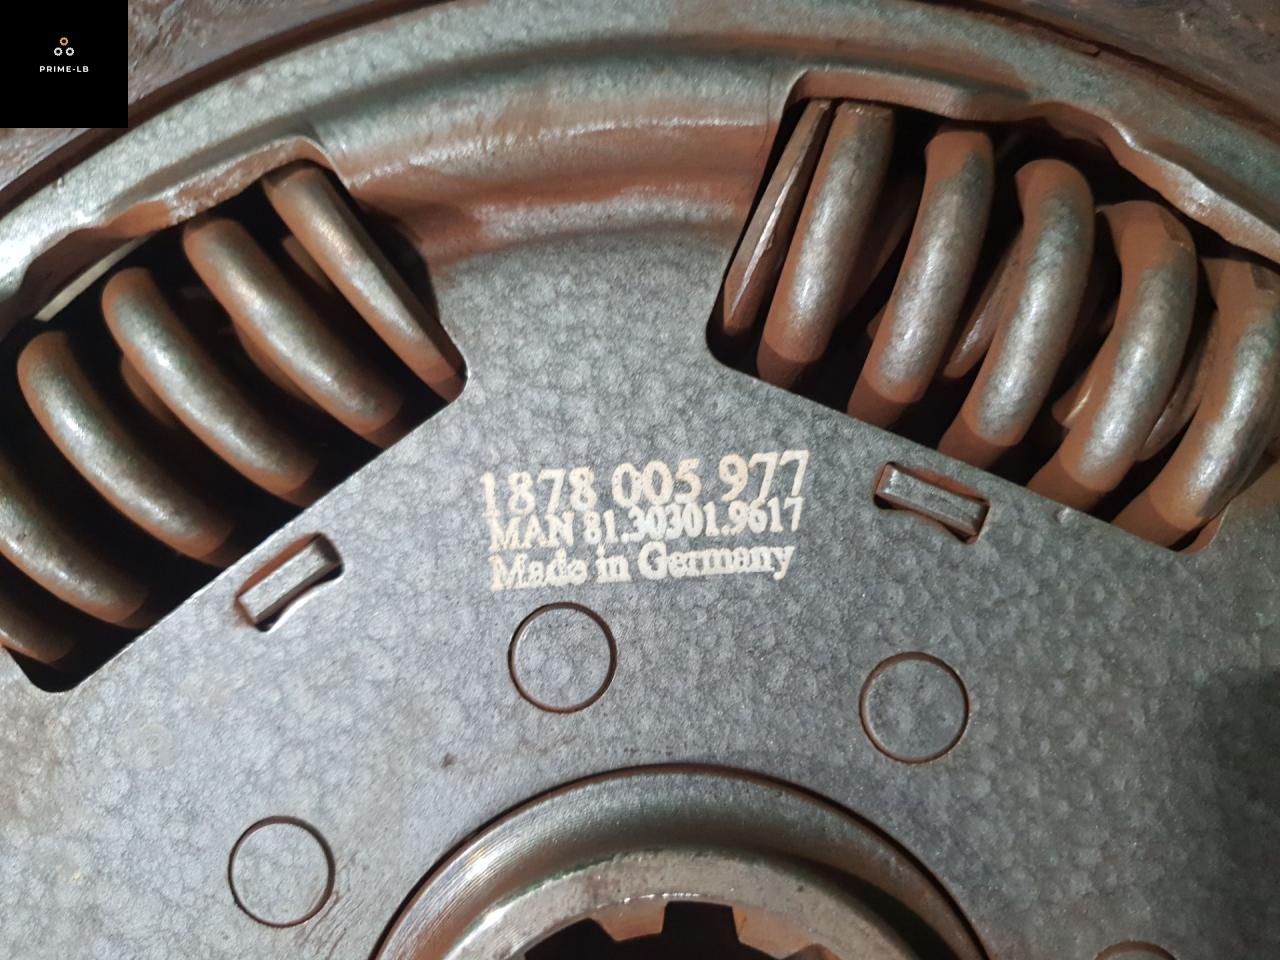 PRIME-LB
1878 005 977
MAN 81.30301.9617
Made in Germany